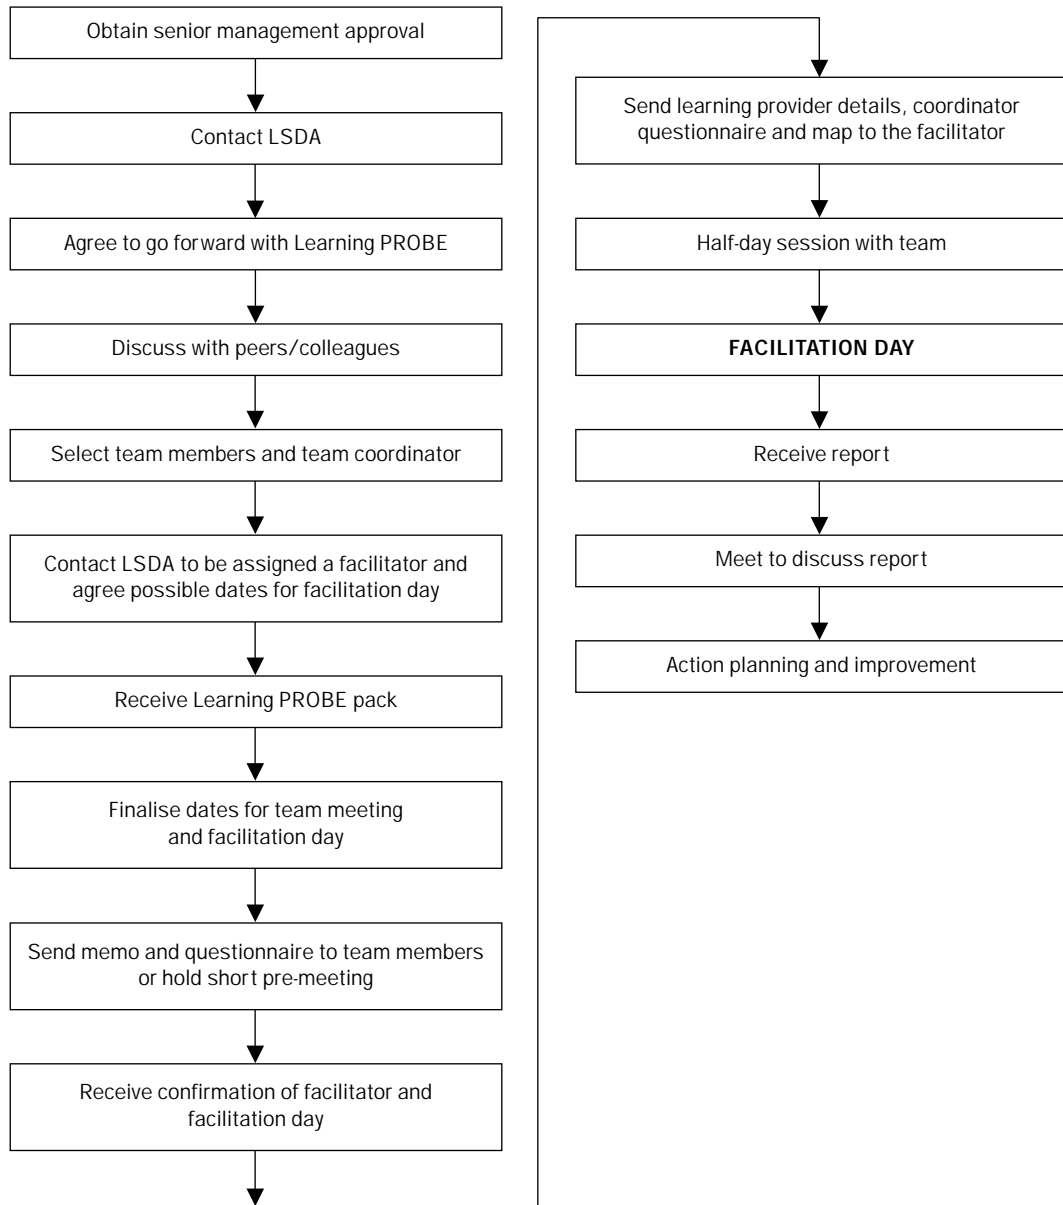 Obtain senior management approval
Contact LSDA
Agree to go forward with Learning PROBE
Discuss with peers/colleagues
Select team members and team coordinator
Contact LSDA to be assigned a facilitator and
agree possible dates for facilitation day
Receive Learning PROBE pack
Finalise dates for team meeting
and facilitation day
Send memo and questionnaire to team members
or hold short pre-meeting
Receive confirmation of facilitator and
facilitation day
Send learning provider details, coordinator
questionnaire and map to the facilitator
Half-day session with team
FACILITATION DAY
Receive report
Meet to discuss report
Action planning and improvement